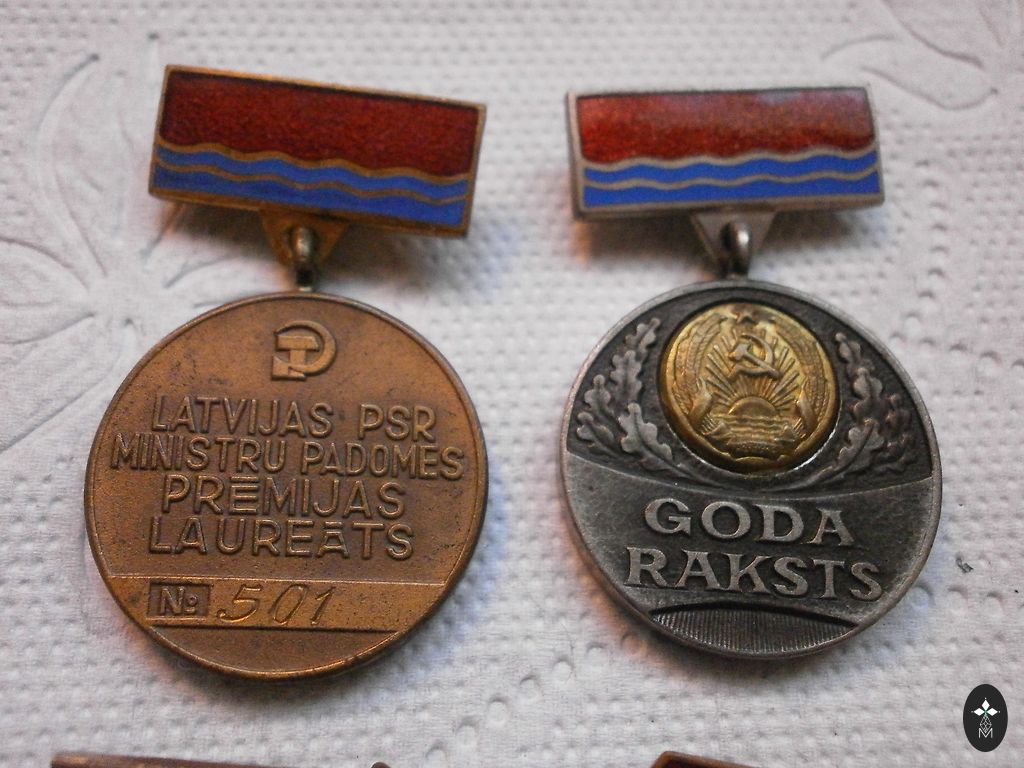 LATVIJAS PSR
MINISTRU PADOMES
PRĒMIJAS
LAUREĀTS
№ 501
GODA
RAKSTS
M